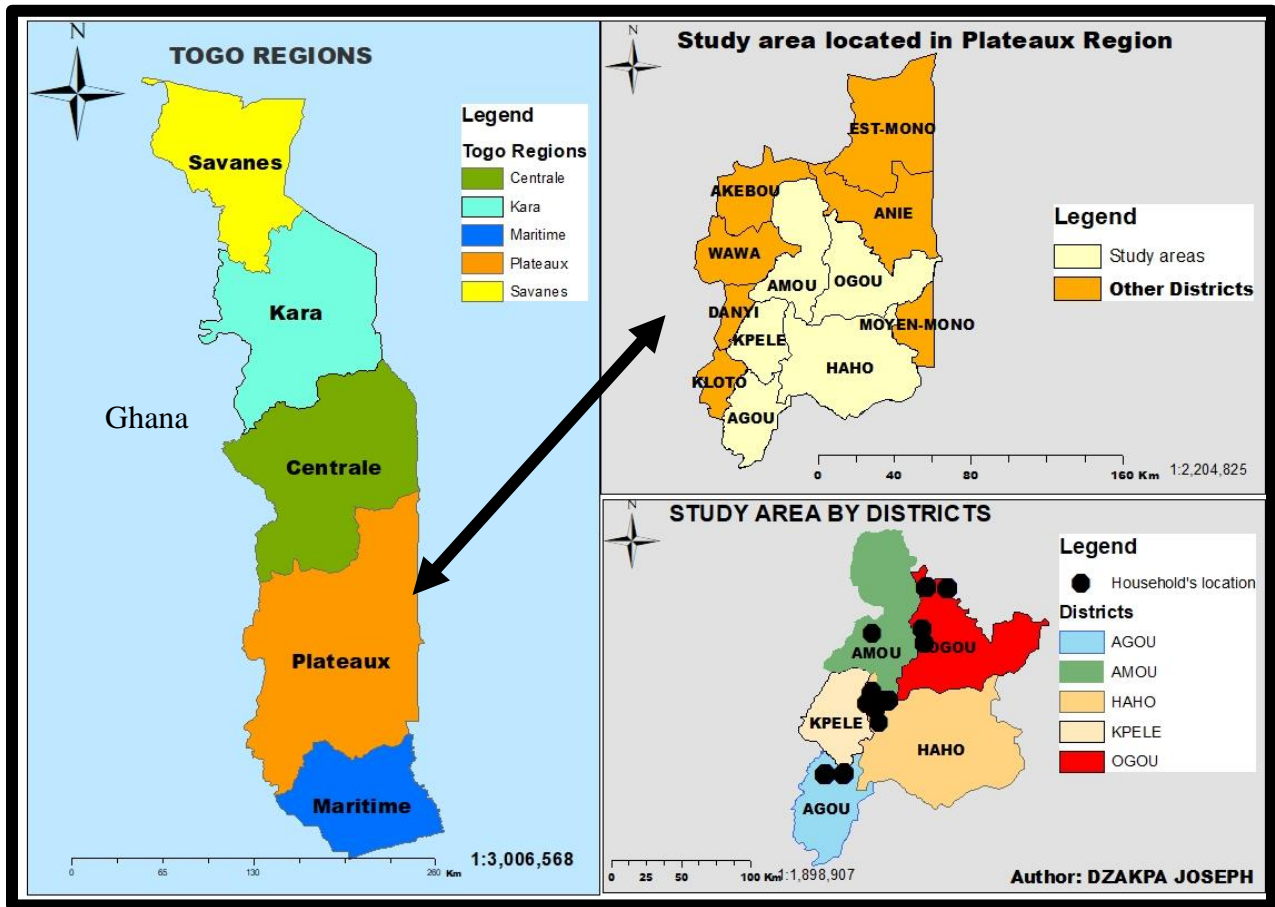 N
TOGO REGIONS
Legend
Togo Regions
Centrale
Kara
Maritime
Plateaux
Savanes
Savanes
Kara
Ghana
Centrale
Plateaux
Maritime
0 65 130 260 Km
1:3,006,568
N
Study area located in Plateaux Region
EST-MONO
AKEBOU
ANIE
WAWA
AMOU
OGOU
DANYI
MOYEN-MONO
KPELE
HAHO
KLOTO
AGOU
Legend
Study areas
Other Districts
0 40 80 160 Km
1:2,204,825
N
STUDY AREA BY DISTRICTS
Legend
Household's location
Districts
AGOU
AMOU
HAHO
KPELE
OGOU
AMOU
OGOU
KPELE
HAHO
AGOU
0 25 50 100 Km
1:1,898,907
Author: DZAKPA JOSEPH